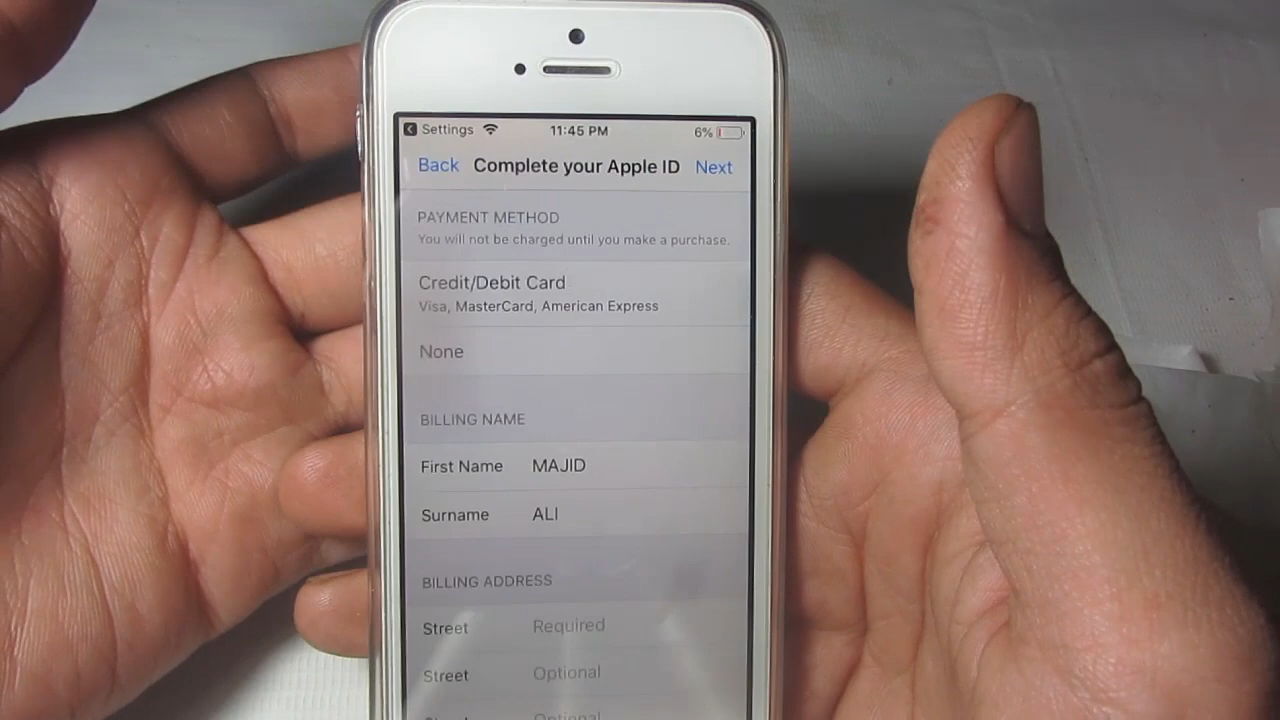 Settings 11:45 PM 6%
Back Complete your Apple ID Next
PAYMENT METHOD
You will not be charged until you make a purchase.
Credit/Debit Card
Visa, MasterCard, American Express
None
BILLING NAME
First Name MAJID
Surname ALI
BILLING ADDRESS
Street Required
Street Optional
Street Optional